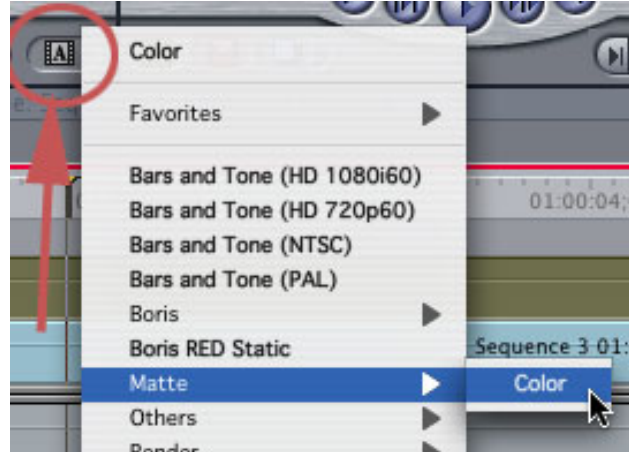 A
Color
Favorites
Bars and Tone (HD 1080i60)
01:00:04;
Bars and Tone (HD 720p60)
Bars and Tone (NTSC)
Bars and Tone (PAL)
Boris
Boris RED Static
Sequence 3 01:
Matte
Color
Others
Render